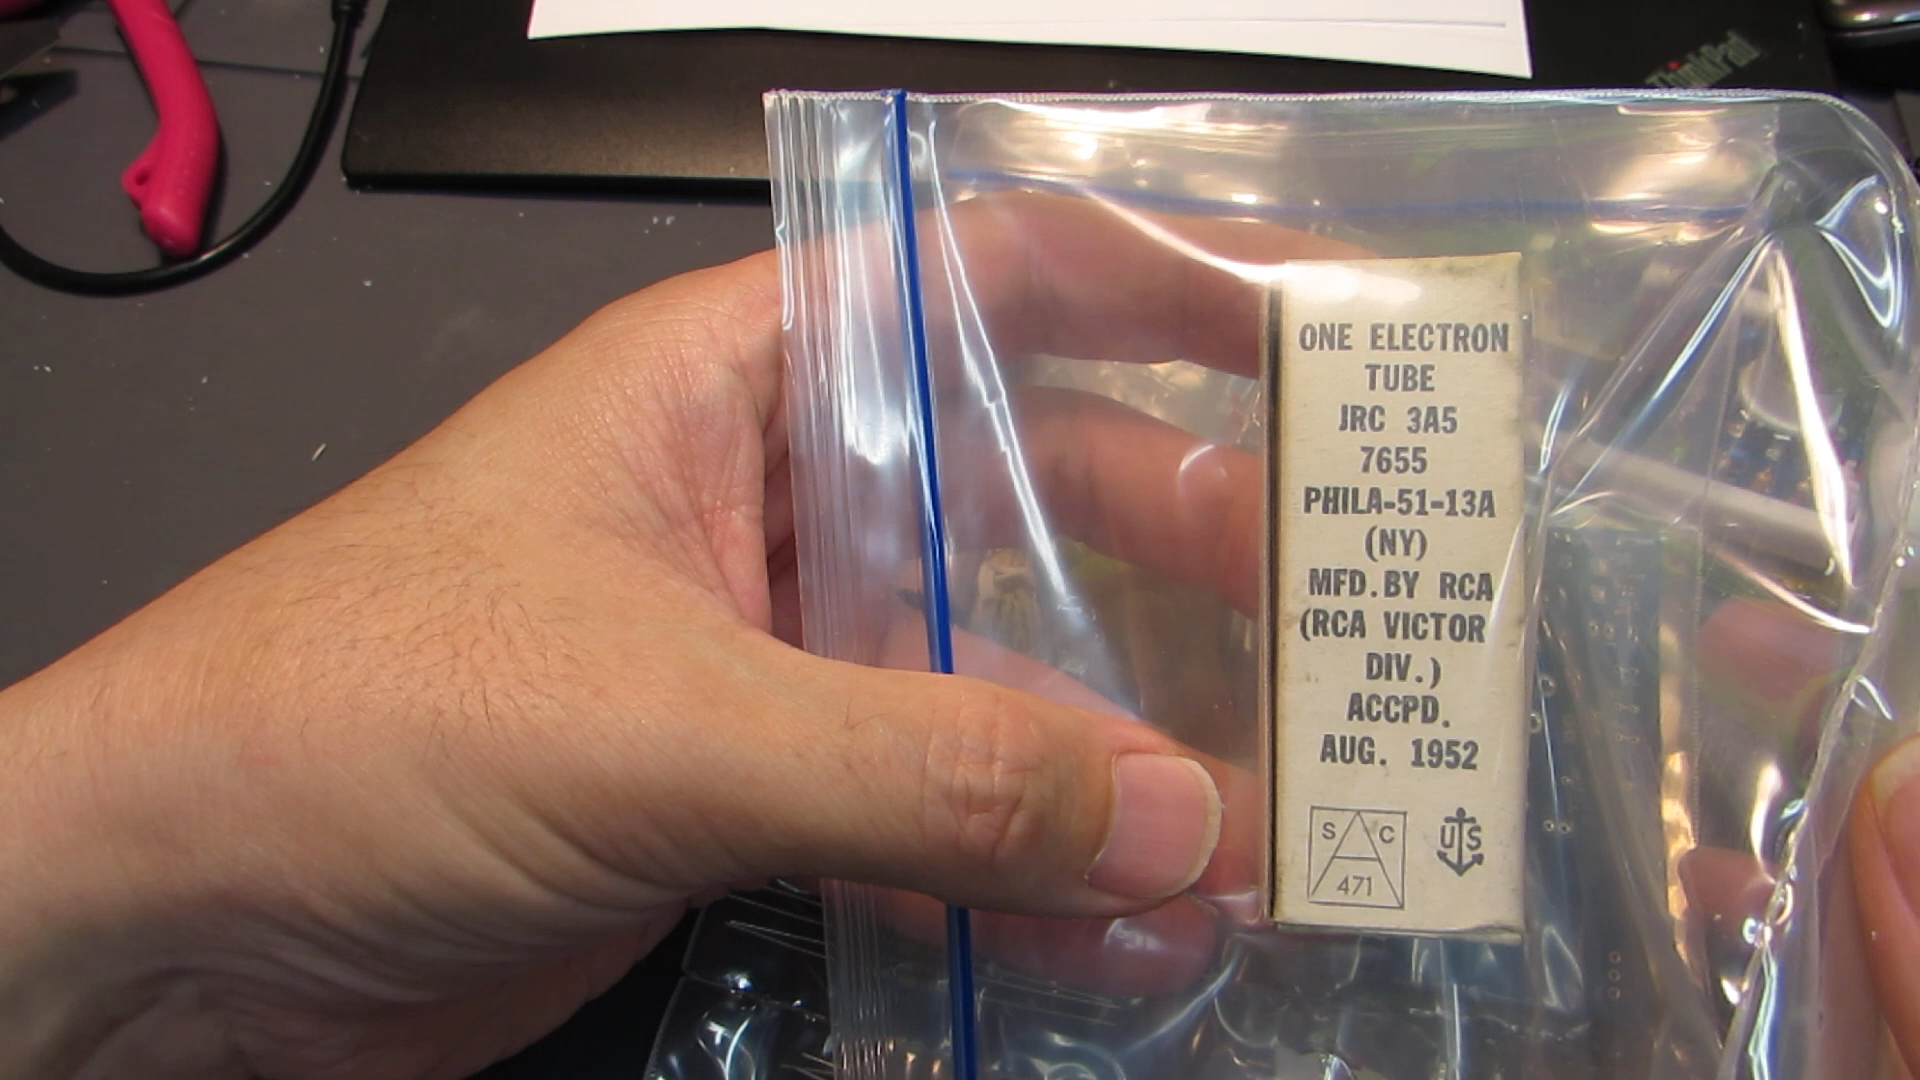 ThinkPad
ONE ELECTRON
TUBE
JRC 3A5
7655
PHILA-51-13A
(NY)
MFD.BY RCA
(RCA VICTOR
DIV.)
ACCPD.
AUG. 1952
S A C
471
US